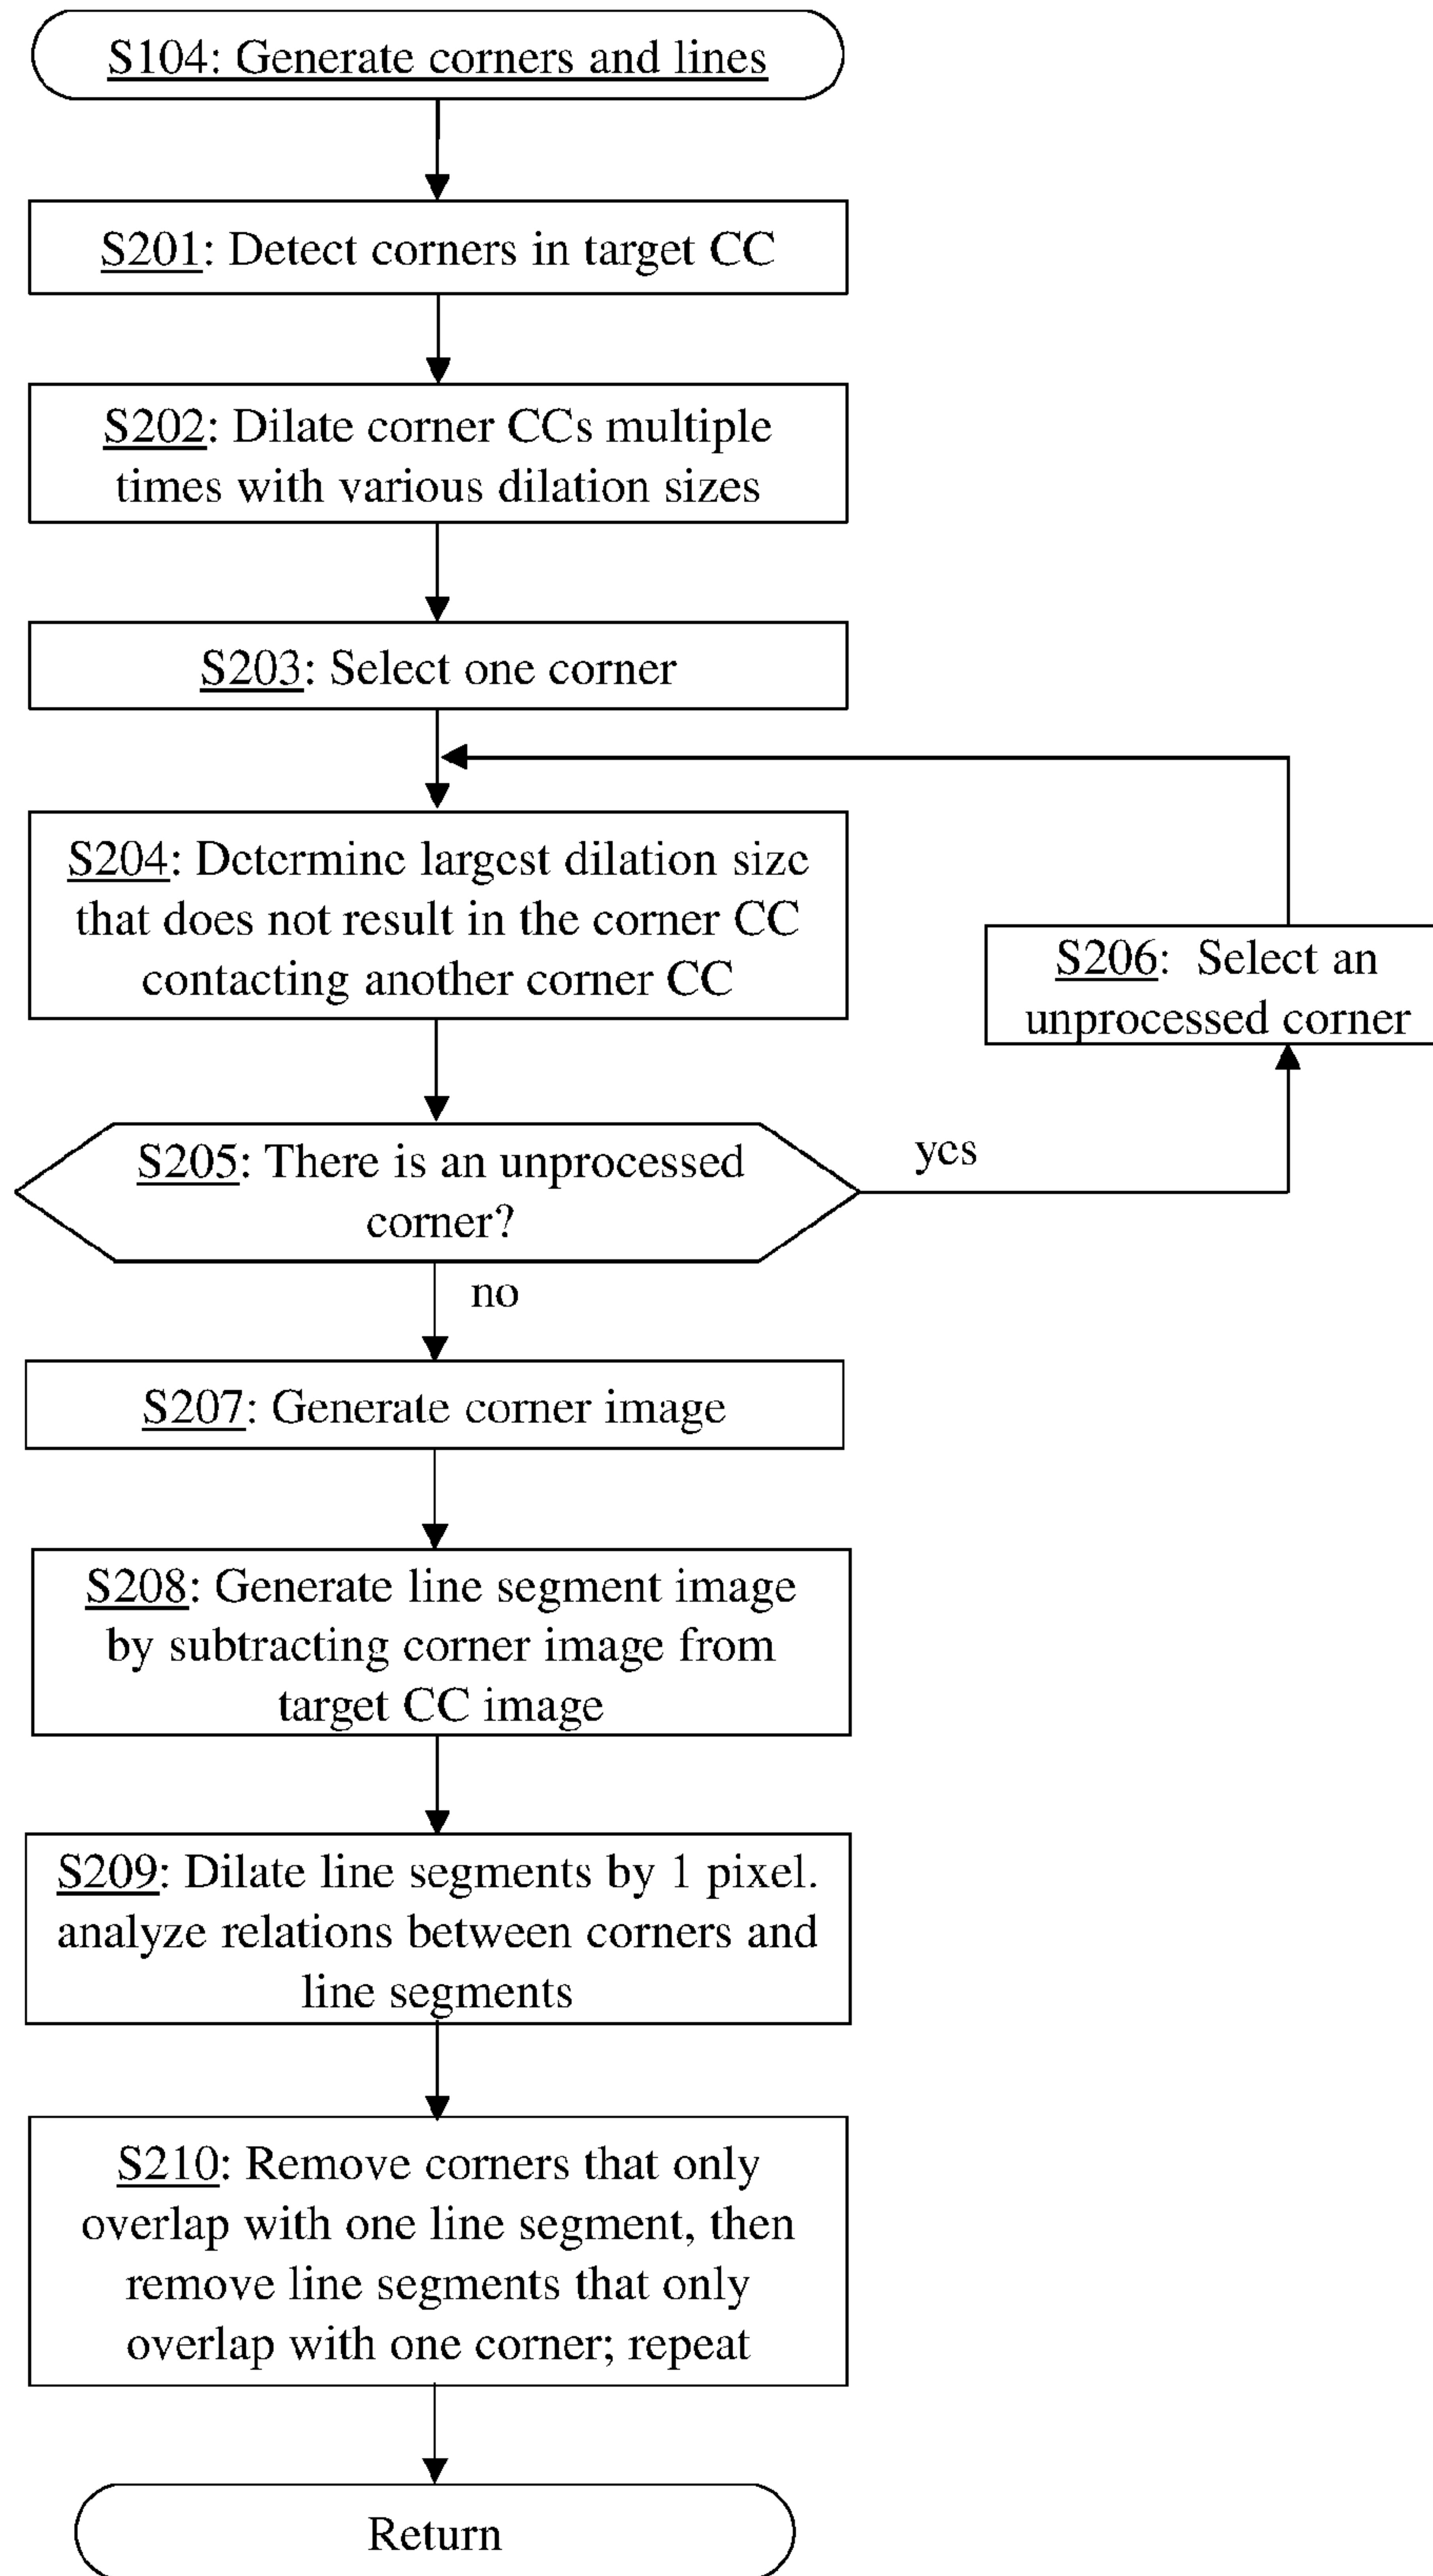 S104: Generate corners and lines
S201: Detect corners in target CC
S202: Dilate corner CCs multiple
times with various dilation sizes
S203: Select one corner
S204: Determine largest dilation size
that does not result in the corner CC
contacting another corner CC
S206: Select an
unprocessed corner
S205: There is an unprocessed
corner?
yes
no
S207: Generate corner image
S208: Generate line segment image
by subtracting corner image from
target CC image
S209: Dilate line segments by 1 pixel.
analyze relations between corners and
line segments
S210: Remove corners that only
overlap with one line segment, then
remove line segments that only
overlap with one corner; repeat
Return